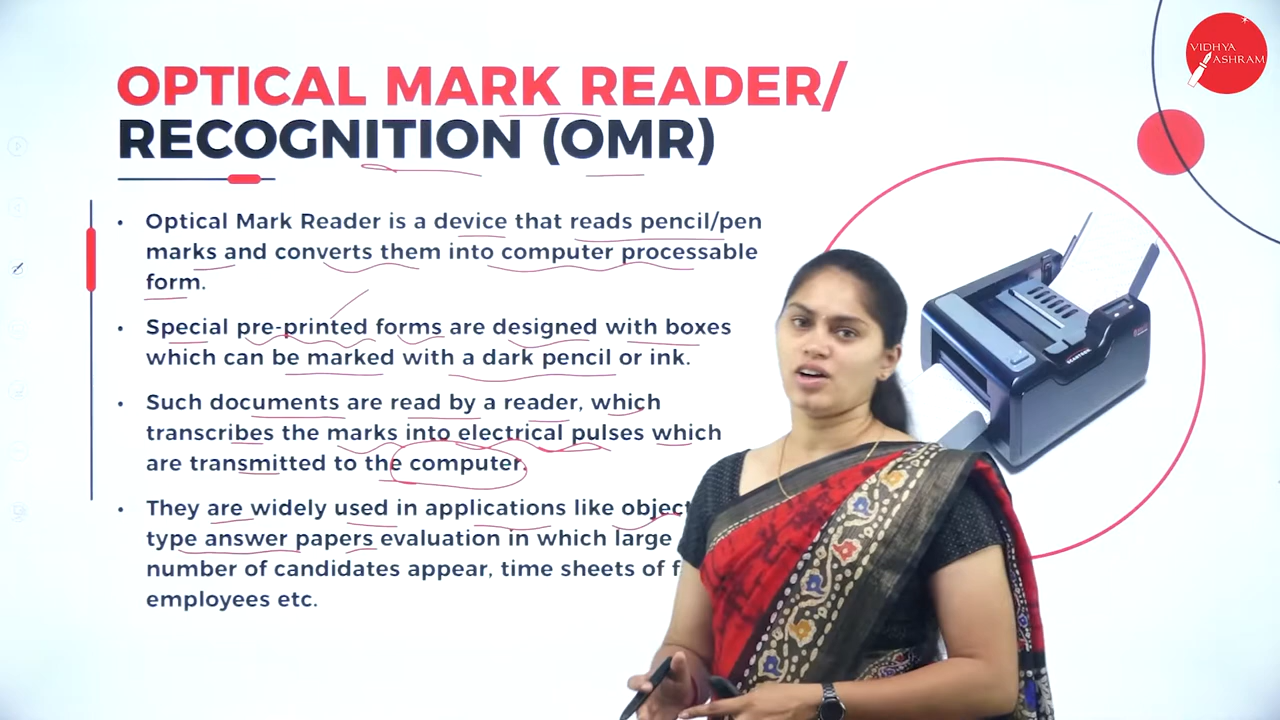 VIDHYA
ASHRAM
OPTICAL MARK READER/
RECOGNITION (OMR)
• Optical Mark Reader is a device that reads pencil/pen
marks and converts them into computer processable
form.
• Special pre-printed forms are designed with boxes
which can be marked with a dark pencil or ink.
• Such documents are read by a reader, which
transcribes the marks into electrical pulses which
are transmitted to the computer.
• They are widely used in applications like object
type answer papers evaluation in which large
number of candidates appear, time sheets of f
employees etc.